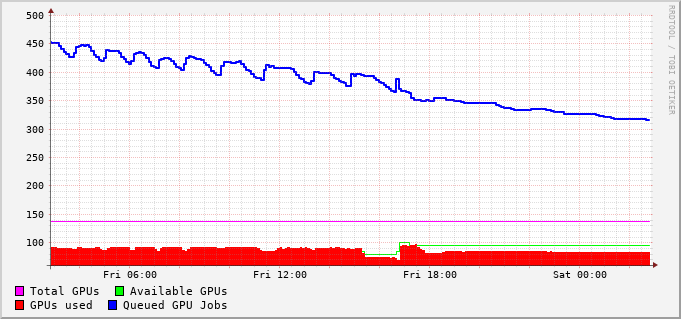 500
450
400
350
300
250
200
150
100
Fri 06:00 Fri 12:00 Fri 18:00 Sat 00:00
Total GPUs Available GPUs
GPUs used Queued GPU Jobs
RRDTOOL / TOBI OETIKER